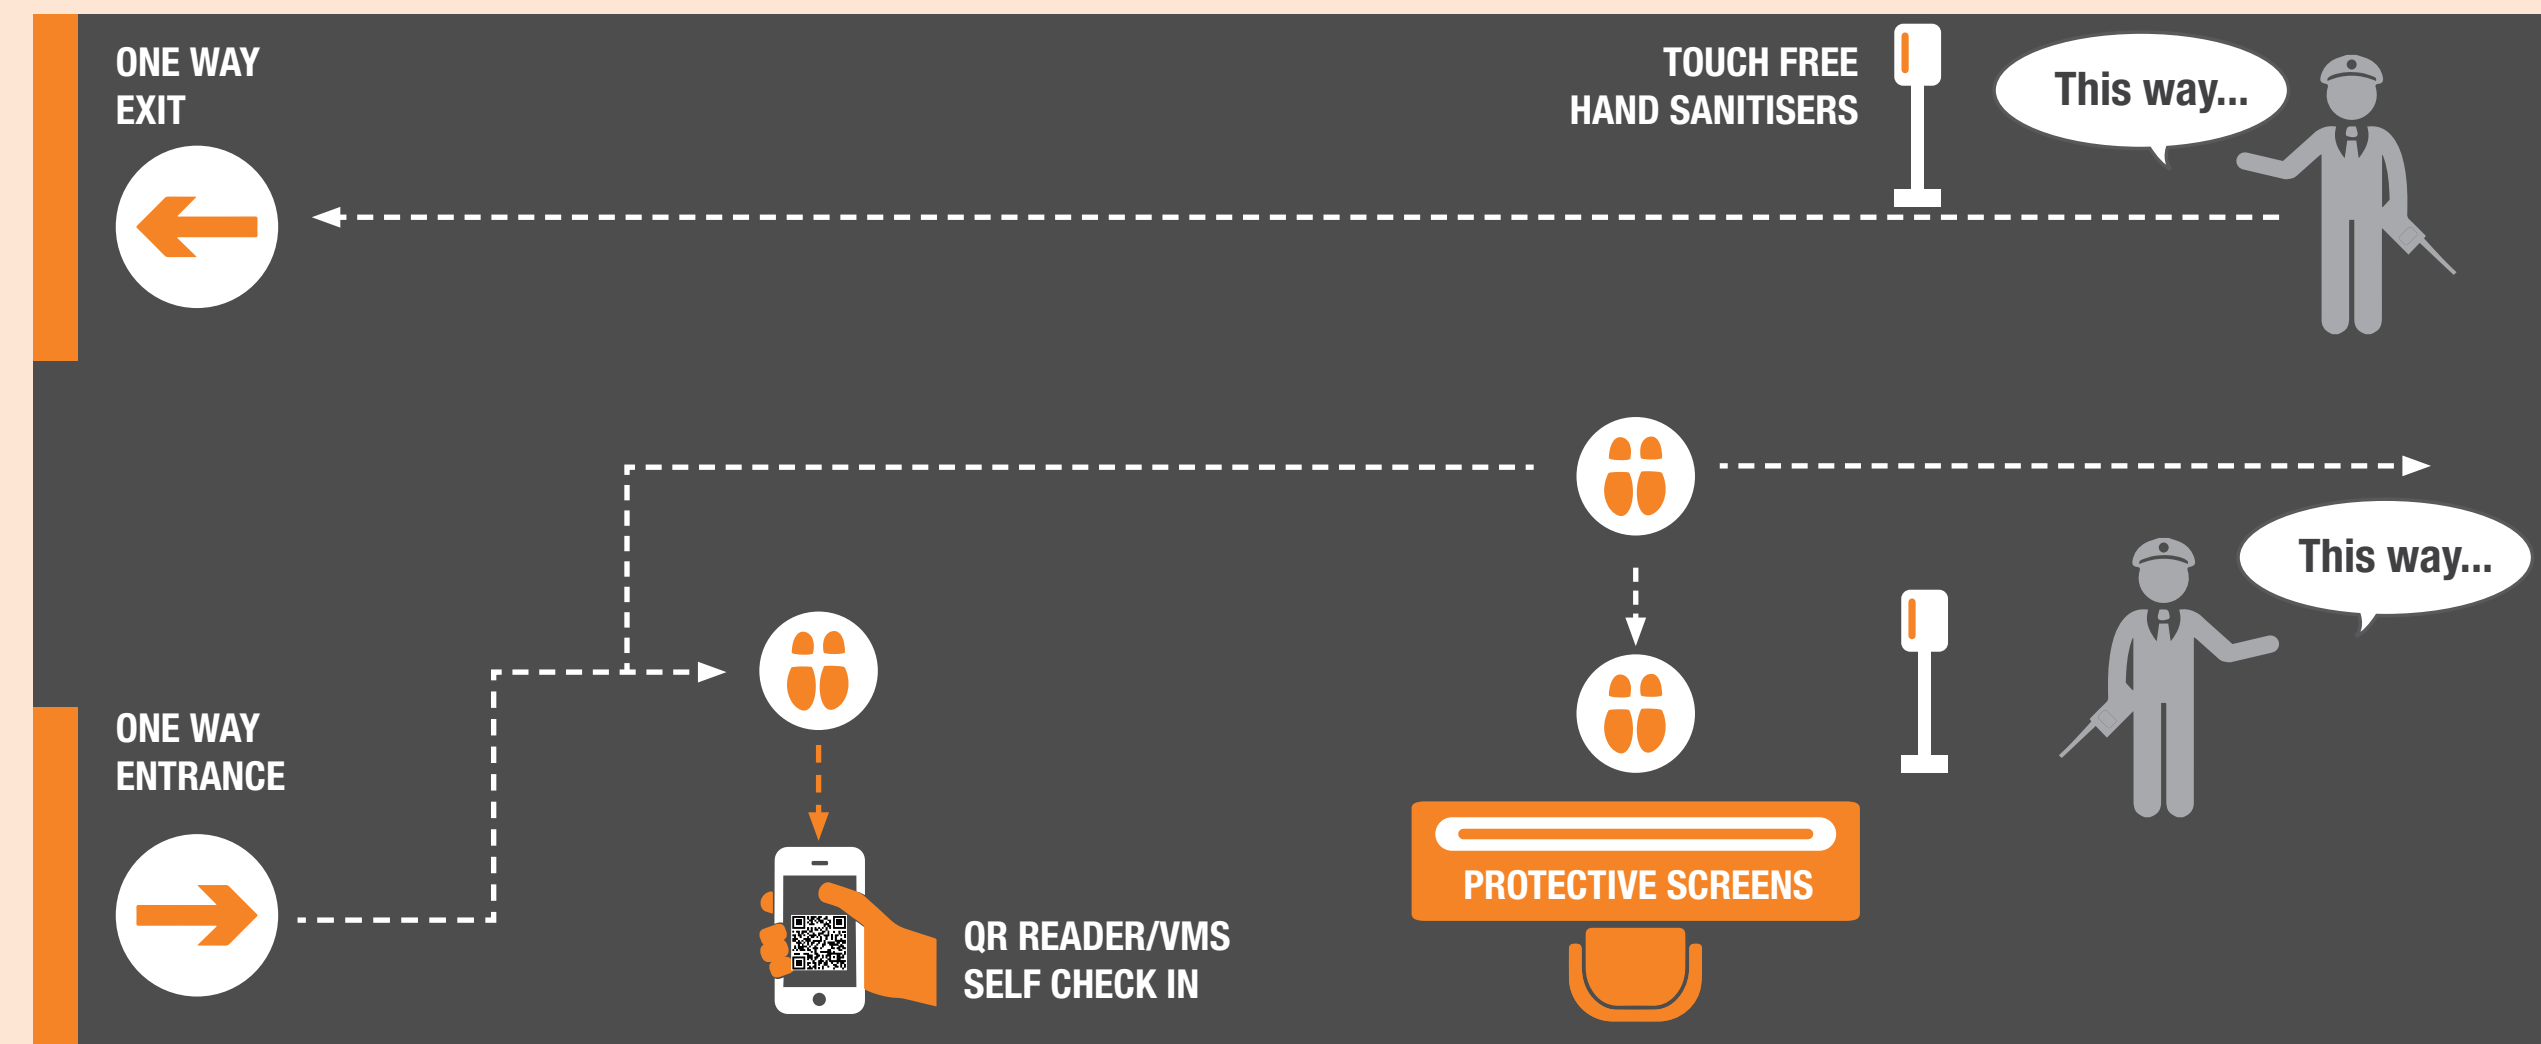 ONE WAY
EXIT
TOUCH FREE
HAND SANITISERS
This way...
This way...
ONE WAY
ENTRANCE
PROTECTIVE SCREENS
QR READER/VMS
SELF CHECK IN